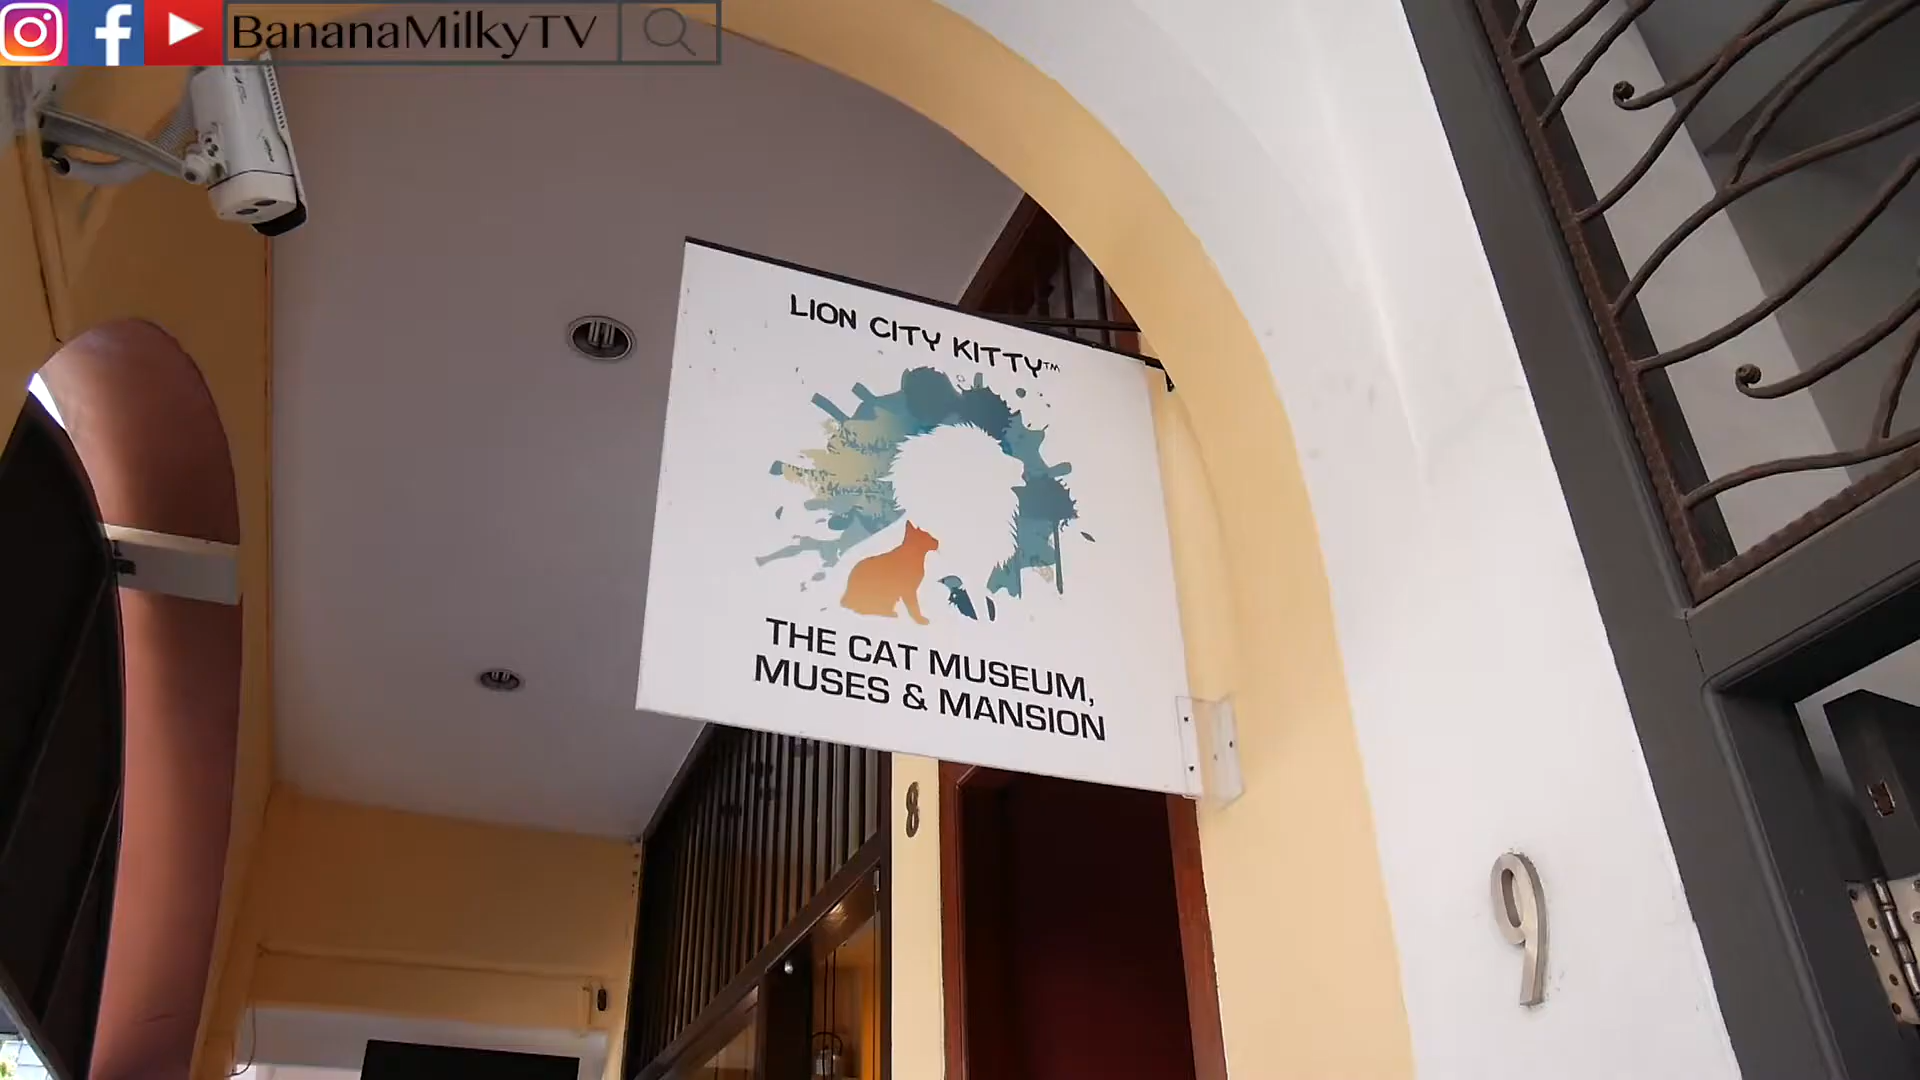 BananaMilkyTV
LION CITY KITTY™
THE CAT MUSEUM,
MUSES & MANSION
8
9